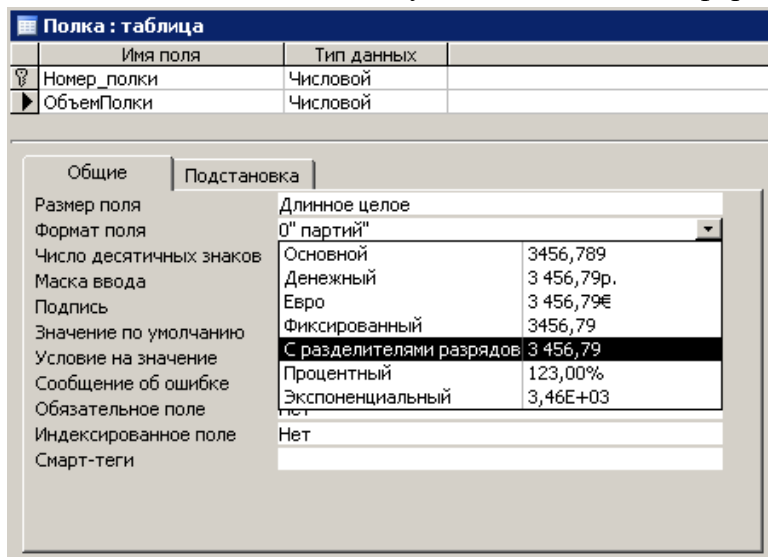 Полка : таблица
Имя поля Тип данных
Номер_полки Числовой
ОбъемПолки Числовой
Общие Подстановка
Размер поля Длинное целое
Формат поля 0" партий"
Число десятичных знаков Основной 3456,789
Маска ввода Денежный 3 456,79р.
Подпись Евро 3 456,79€
Значение по умолчанию Фиксированный 3456,79
Условие на значение С разделителями разрядов 3 456,79
Сообщение об ошибке Процентный 123,00%
Обязательное поле Экспоненциальный 3,46E+03
Индексированное поле Нет
Смарт-теги